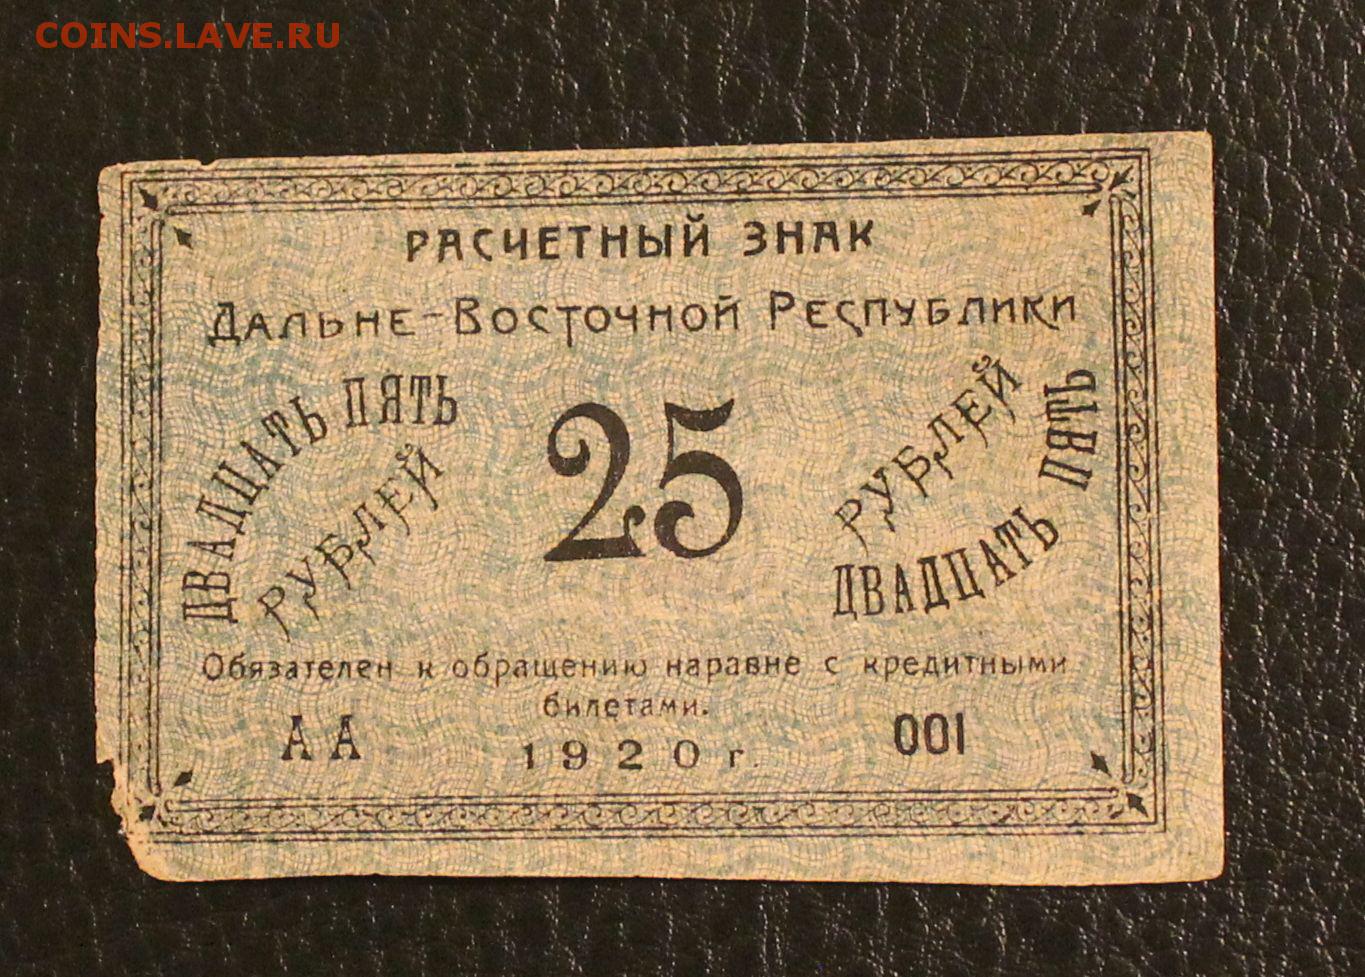 COINS.LAVE.RU
РАСЧЕТНЫЙ ЗНАК
ДАЛЬНЕ-ВОСТОЧНОЙ РЕСПУБЛИКИ
ДВАДЦАТЬ ПЯТЬ
РУБЛЕЙ
25
РУБЛЕЙ
ДВАДЦАТЬ ПЯТЬ
Обязателен к обращению наравне с кредитными
билетами.
АА 001
1920 г.